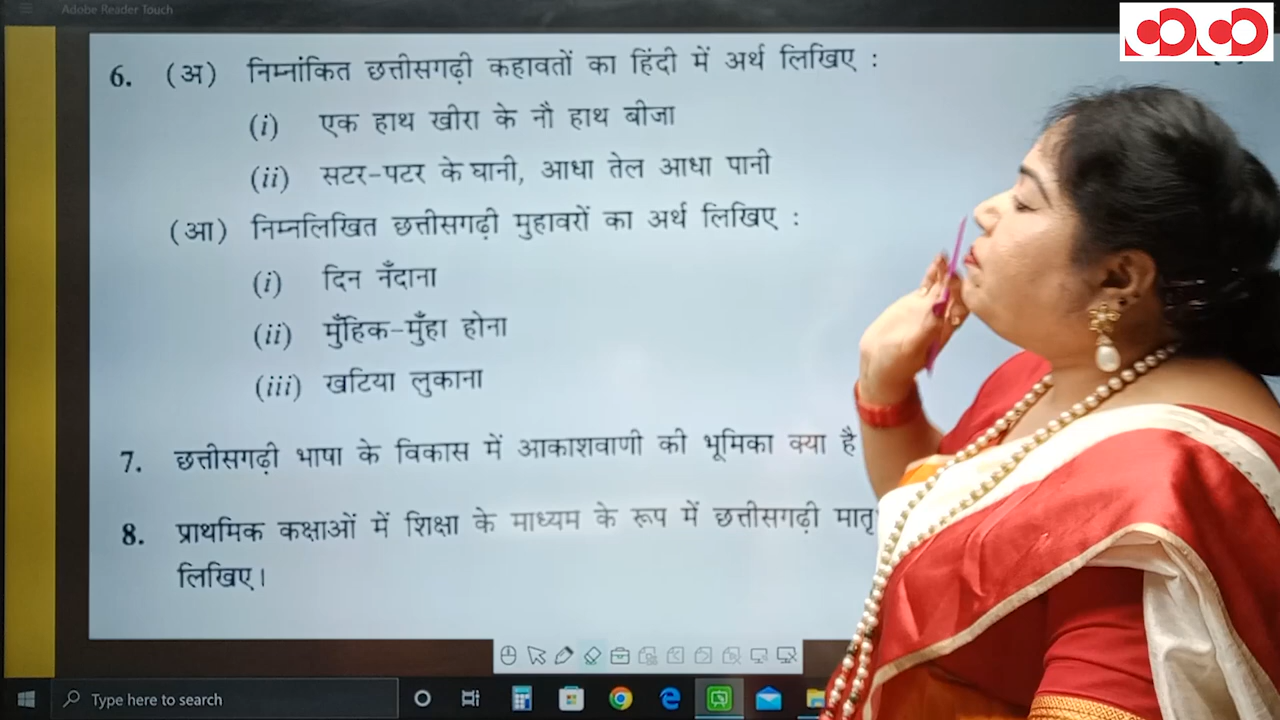 Adobe Reader Touch
6. (अ) निम्नांकित छत्तीसगढ़ी कहावतों का हिंदी में अर्थ लिखिए :
(i) एक हाथ खीरा के नौ हाथ बीजा
(ii) सटर-पटर के घानी, आधा तेल आधा पानी
(आ) निम्नलिखित छत्तीसगढ़ी मुहावरों का अर्थ लिखिए :
(i) दिन नँदाना
(ii) मुँहिक-मुँहा होना
(iii) खटिया लुकाना
7. छत्तीसगढ़ी भाषा के विकास में आकाशवाणी की भूमिका क्या है
8. प्राथमिक कक्षाओं में शिक्षा के माध्यम के रूप में छत्तीसगढ़ी मातृ
लिखिए।
Type here to search